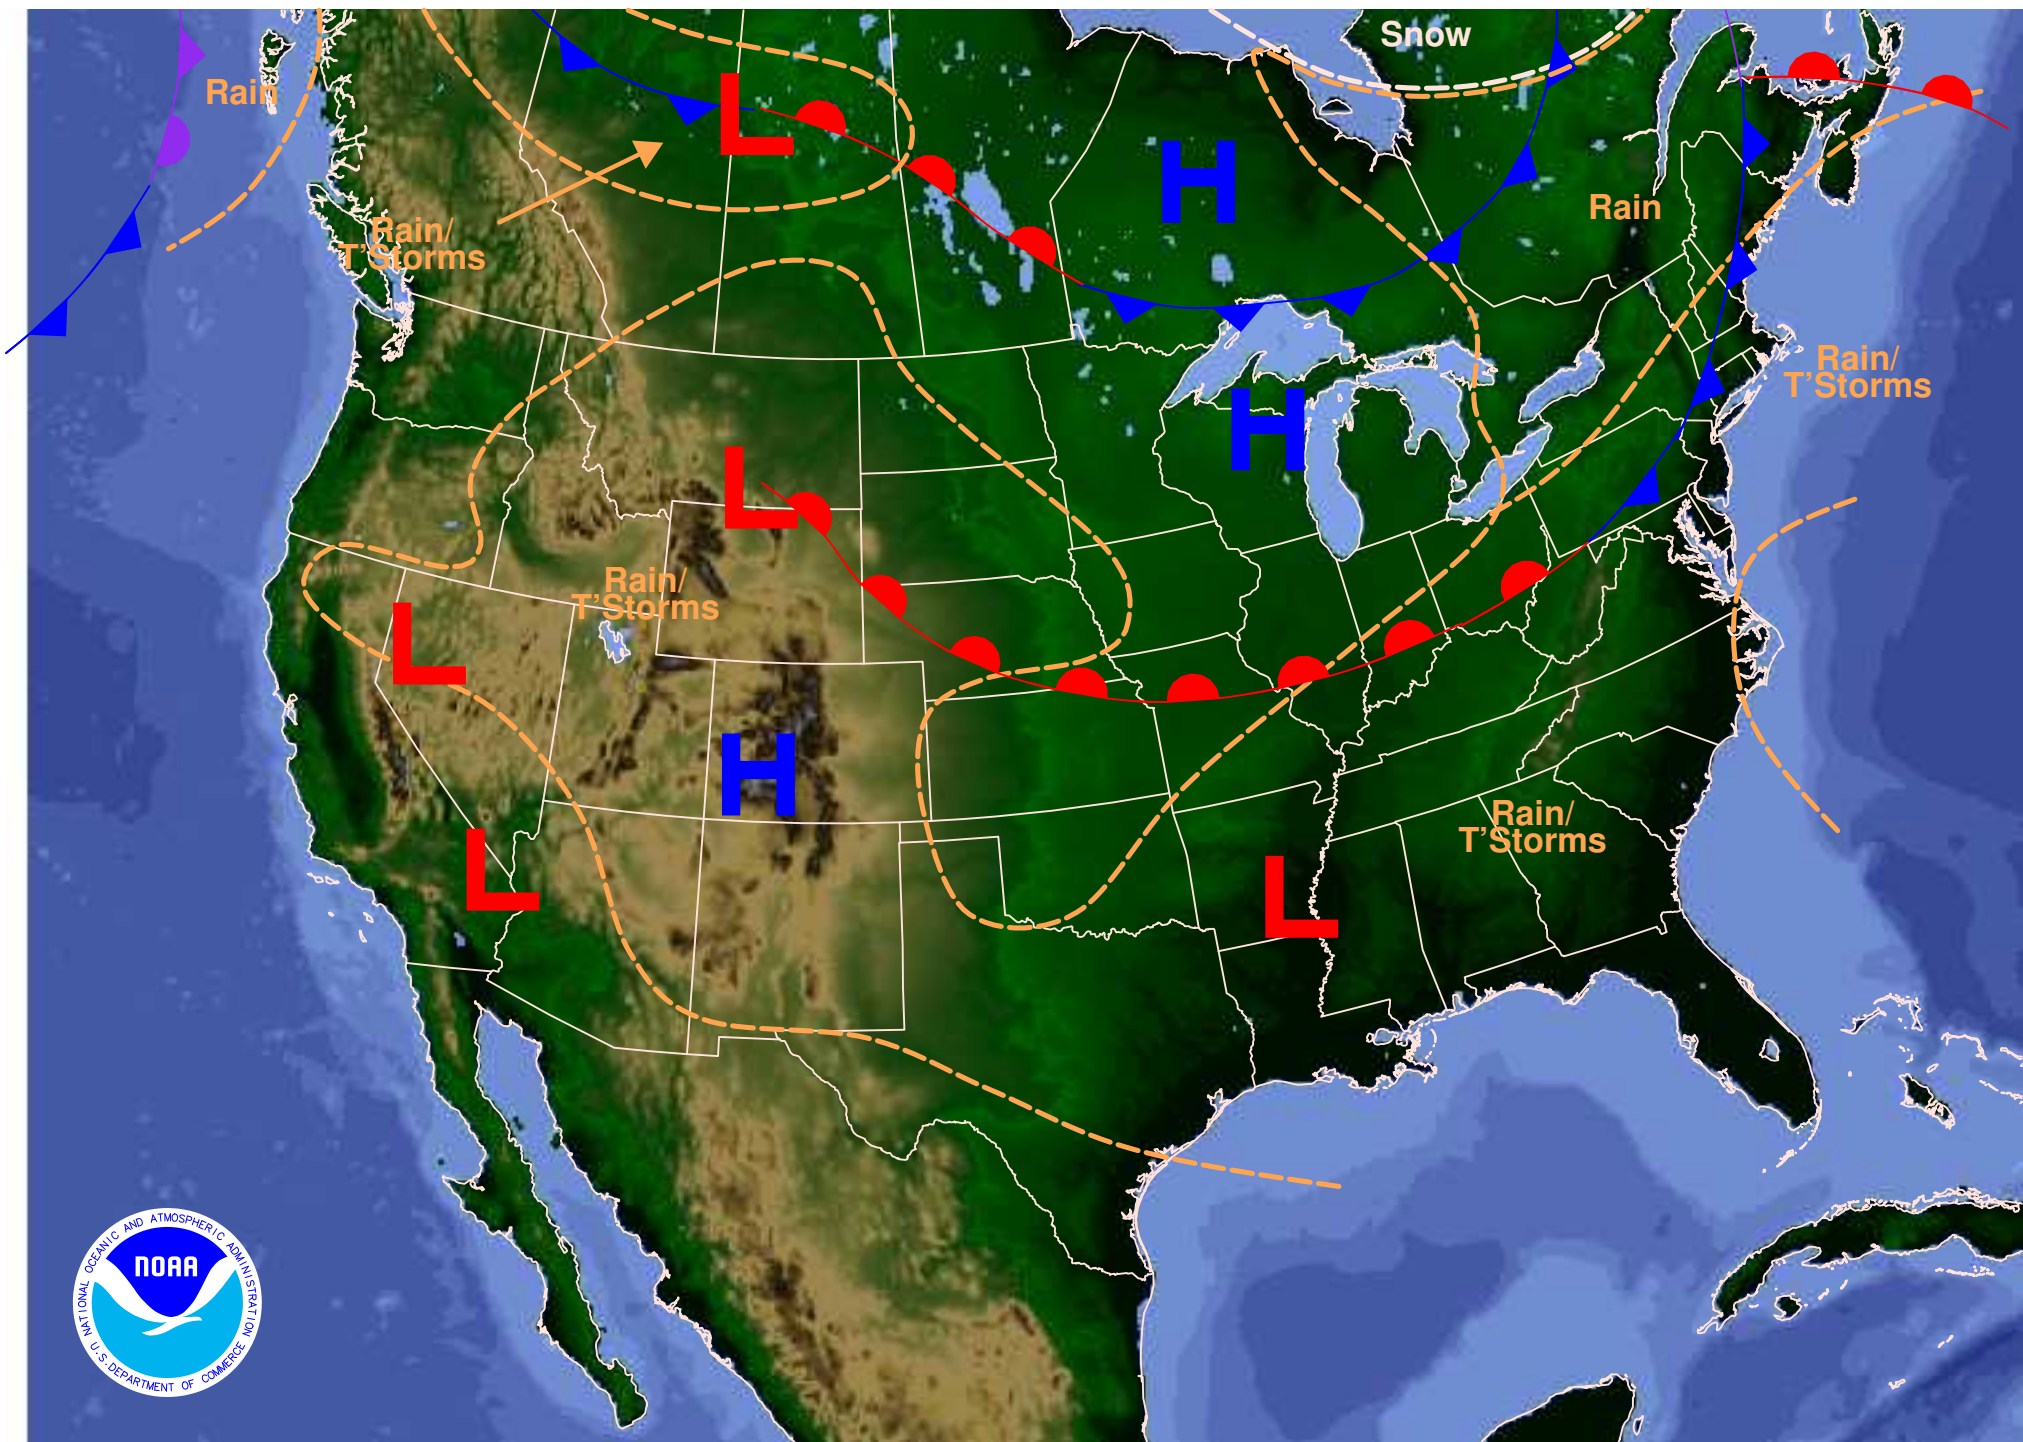 Snow
Rain
Rain
Rain/
T'Storms
Rain/
T'Storms
Rain/
T'Storms
Rain/
T'Storms
L
H
H
L
L
H
L
L
NATIONAL OCEANIC AND ATMOSPHERIC ADMINISTRATION
NOAA
U.S. DEPARTMENT OF COMMERCE